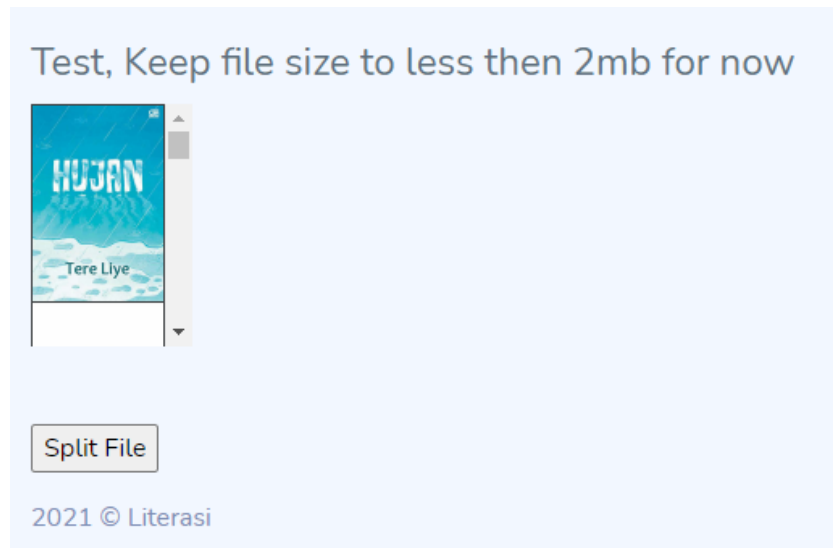 Test, Keep file size to less then 2mb for now
HUJAN
Tere Liye
Split File
2021 © Literasi